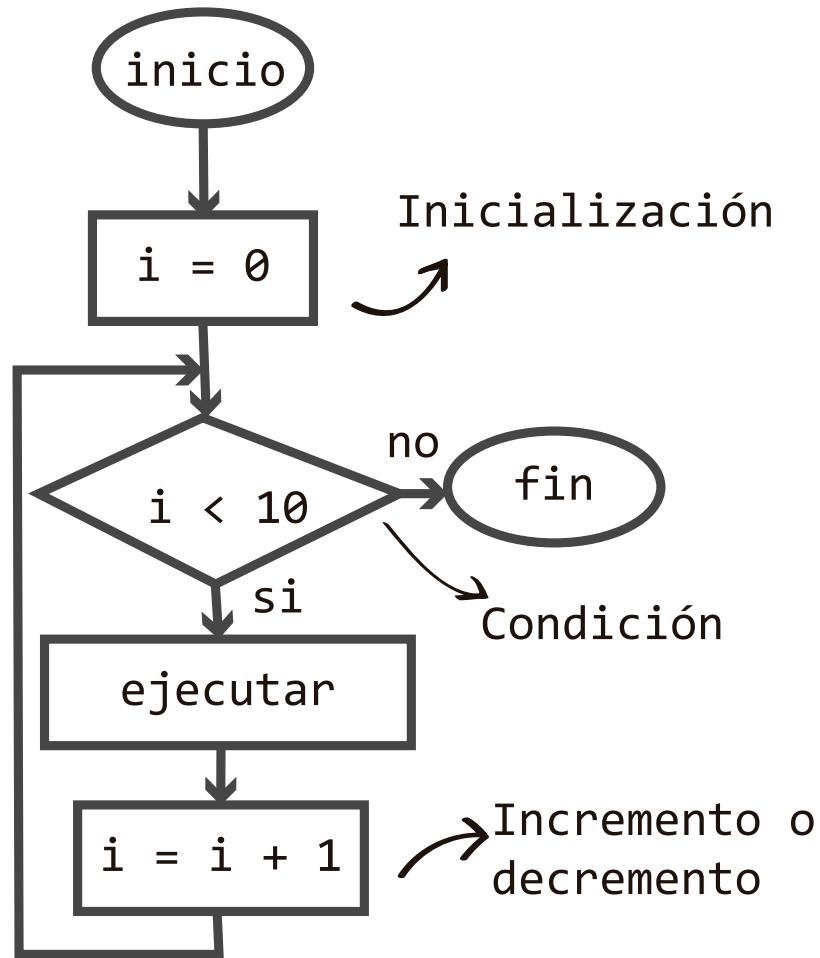 inicio
Inicialización
i = 0
no
fin
i < 10
si
Condición
ejecutar
Incremento o
decremento
i = i + 1